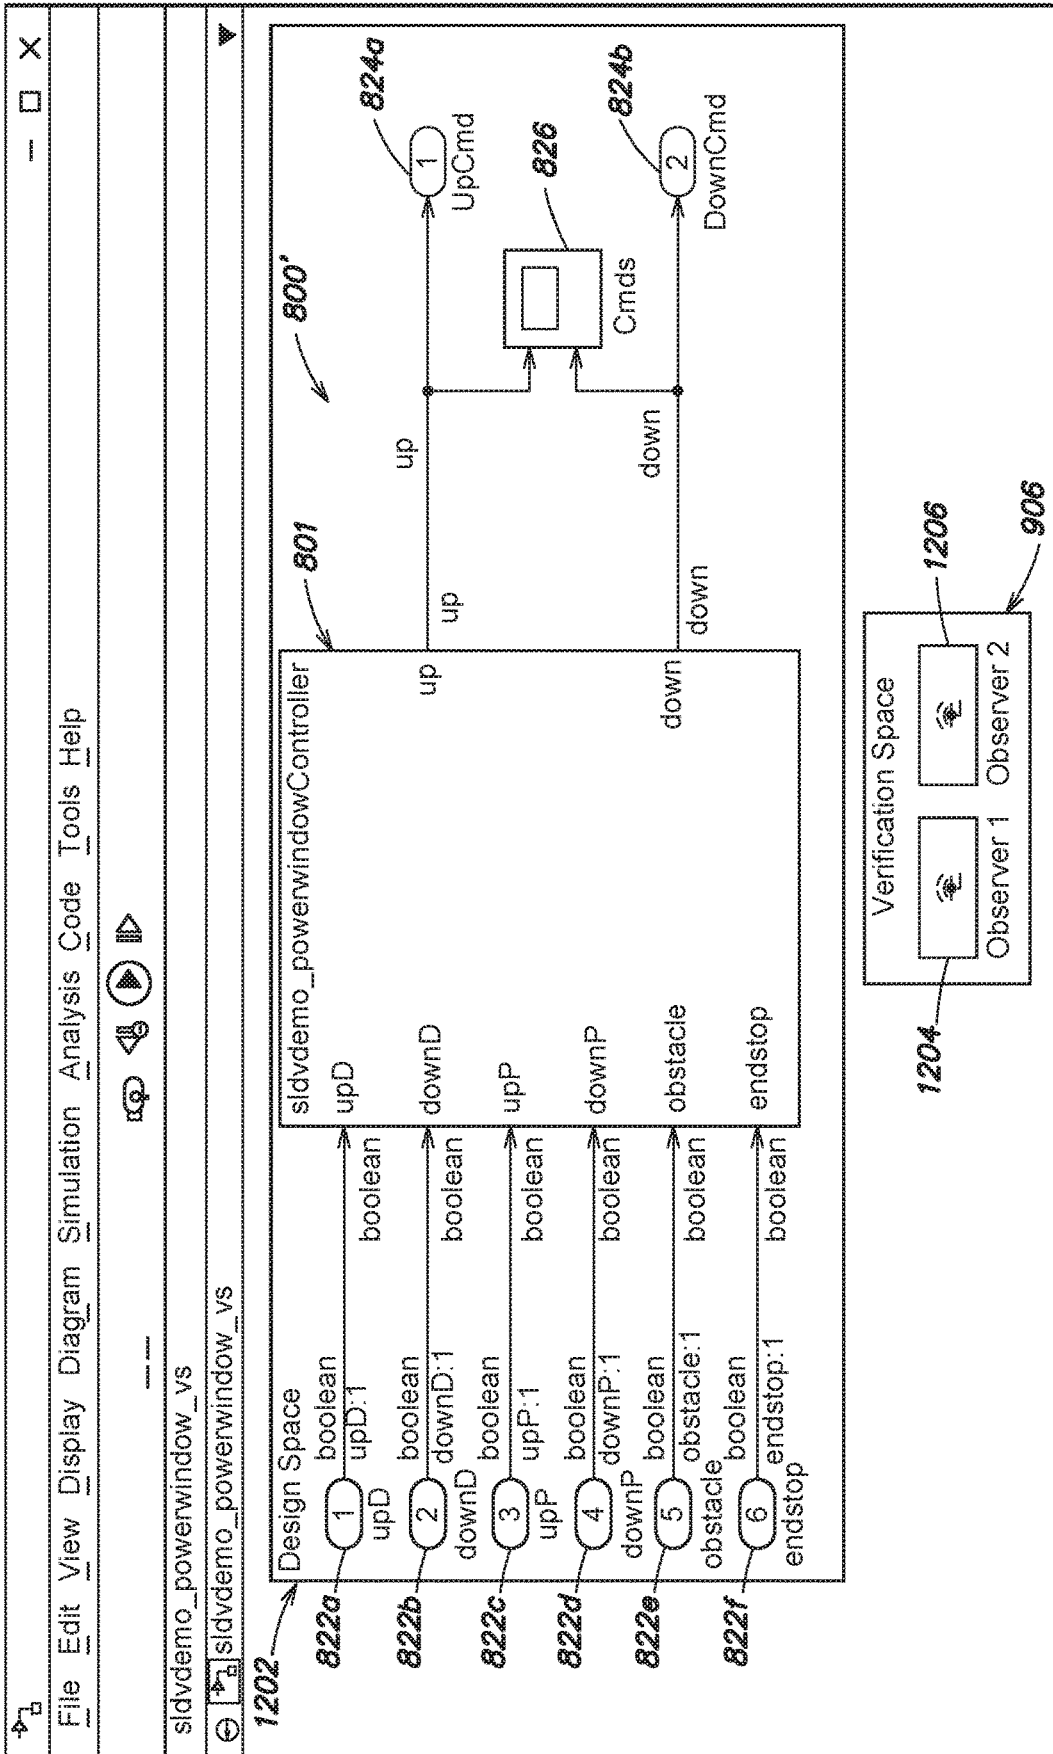 File Edit View Display Diagram Simulation Analysis Code Tools Help
sldvdemo_powerwindow_vs
sldvdemo_powerwindow_vs
1202
Design Space
800'
801
sldvdemo_powerwindowController
822a
1
upD
boolean
upD:1
boolean
upD
up
up
up
1
UpCmd
824a
822b
2
downD
boolean
downD:1
boolean
downD
822c
3
upP
boolean
upP:1
boolean
upP
Cmds
826
822d
4
downP
boolean
downP:1
boolean
downP
822e
5
obstacle
boolean
obstacle:1
boolean
obstacle
down
down
down
2
DownCmd
824b
822f
6
endstop
boolean
endstop:1
boolean
endstop
Verification Space
1204
Observer 1
Observer 2
1206
906